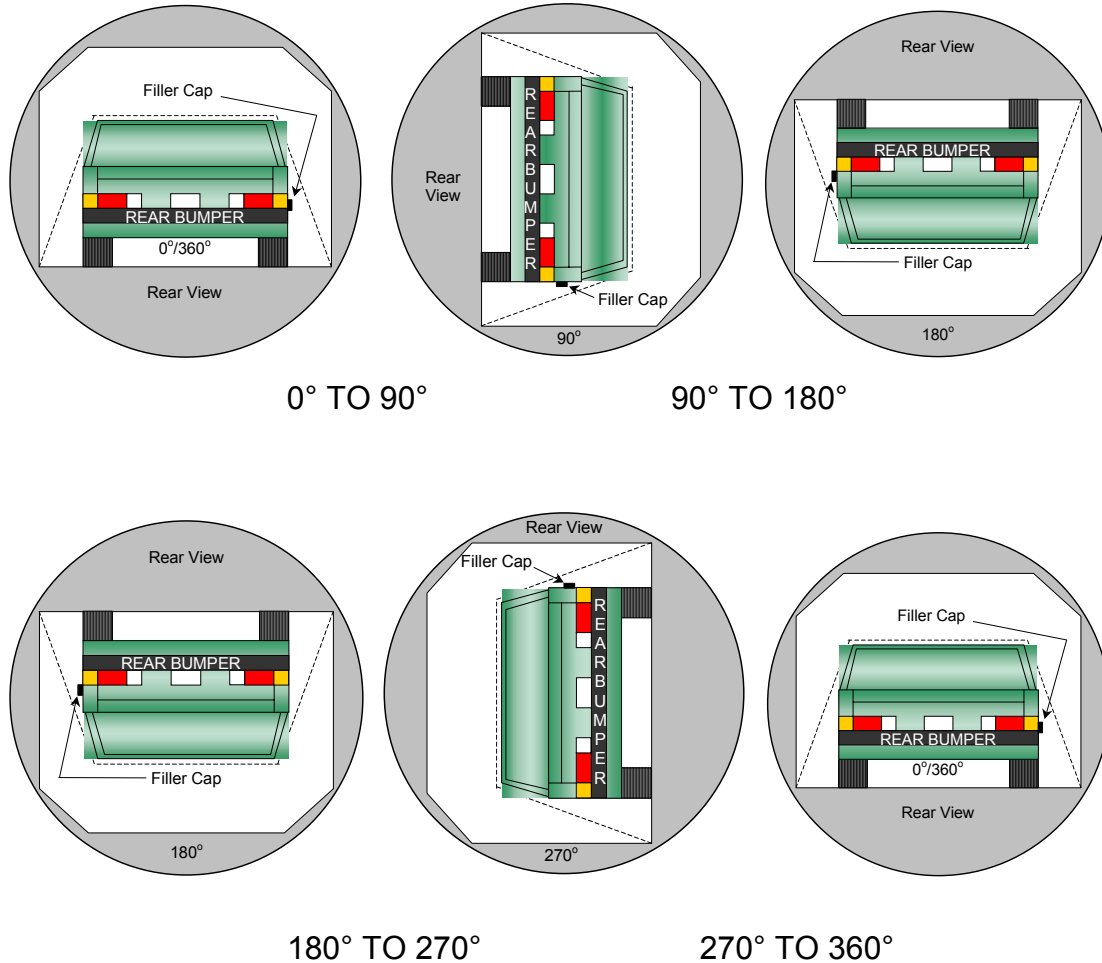 Filler Cap
REAR BUMPER
0°/360°
Rear View
Rear
View
REARBUMPER
Filler Cap
90°
Rear View
REAR BUMPER
Filler Cap
180°
0° TO 90°
90° TO 180°
Rear View
REAR BUMPER
Filler Cap
180°
Rear View
Filler Cap
REARBUMPER
270°
Filler Cap
REAR BUMPER
0°/360°
Rear View
180° TO 270°
270° TO 360°